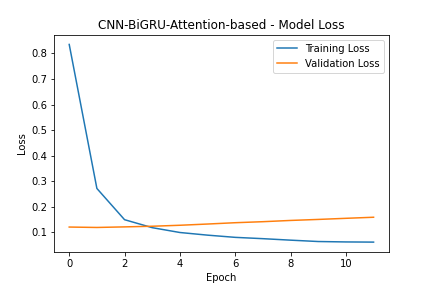 CNN-BiGRU-Attention-based - Model Loss
Training Loss
Validation Loss
Loss
0.8
0.7
0.6
0.5
0.4
0.3
0.2
0.1
0 2 4 6 8 10
Epoch